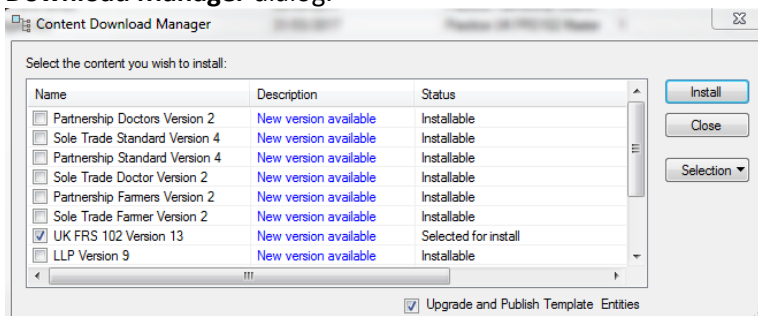 Download Manager dialog.
Content Download Manager
Select the content you wish to install:
Name Description Status
Partnership Doctors Version 2 New version available Installable
Sole Trade Standard Version 4 New version available Installable
Partnership Standard Version 4 New version available Installable
Sole Trade Doctor Version 2 New version available Installable
Partnership Farmers Version 2 New version available Installable
Sole Trade Farmer Version 2 New version available Installable
UK FRS 102 Version 13 New version available Selected for install
LLP Version 9 New version available Installable
Install
Close
Selection
Upgrade and Publish Template Entities